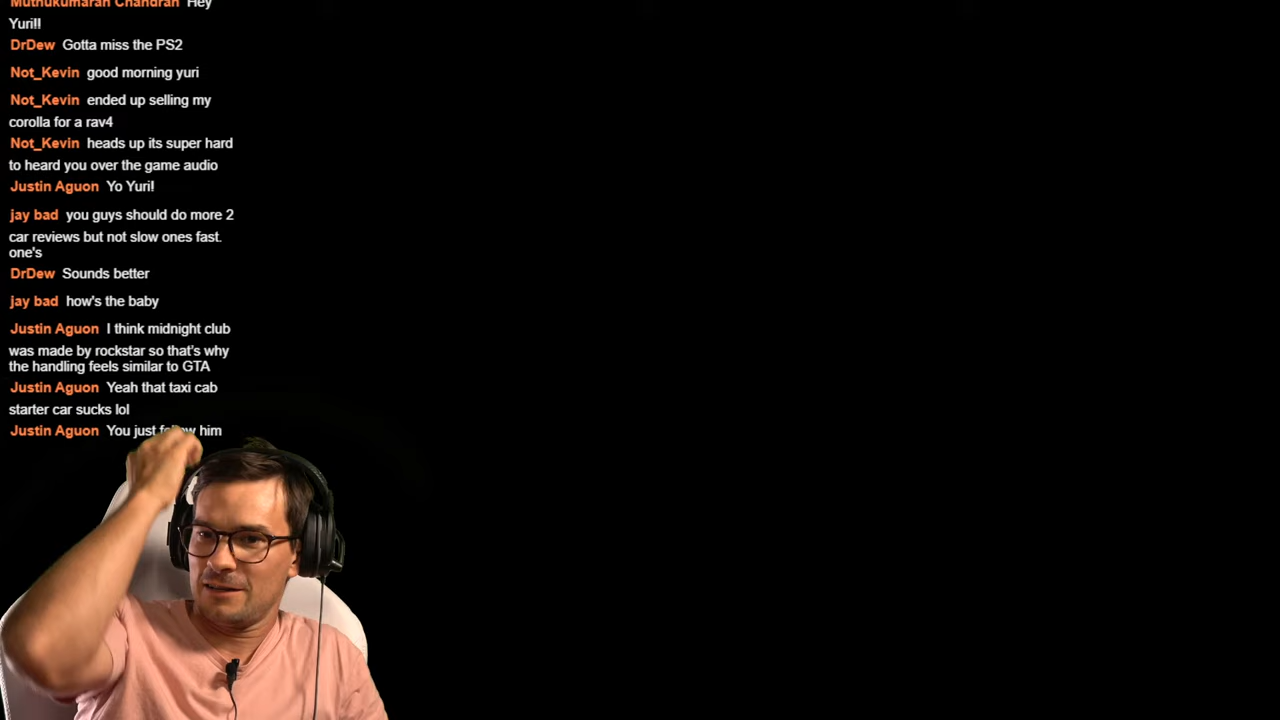 Muthukumaran Chandran Hey
Yuri!!
DrDew Gotta miss the PS2
Not_Kevin good morning yuri
Not_Kevin ended up selling my
corolla for a rav4
Not_Kevin heads up its super hard
to heard you over the game audio
Justin Aguon Yo Yuri!
jay bad you guys should do more 2
car reviews but not slow ones fast.
one's
DrDew Sounds better
jay bad how's the baby
Justin Aguon I think midnight club
was made by rockstar so that's why
the handling feels similar to GTA
Justin Aguon Yeah that taxi cab
starter car sucks lol
Justin Aguon You just follow him